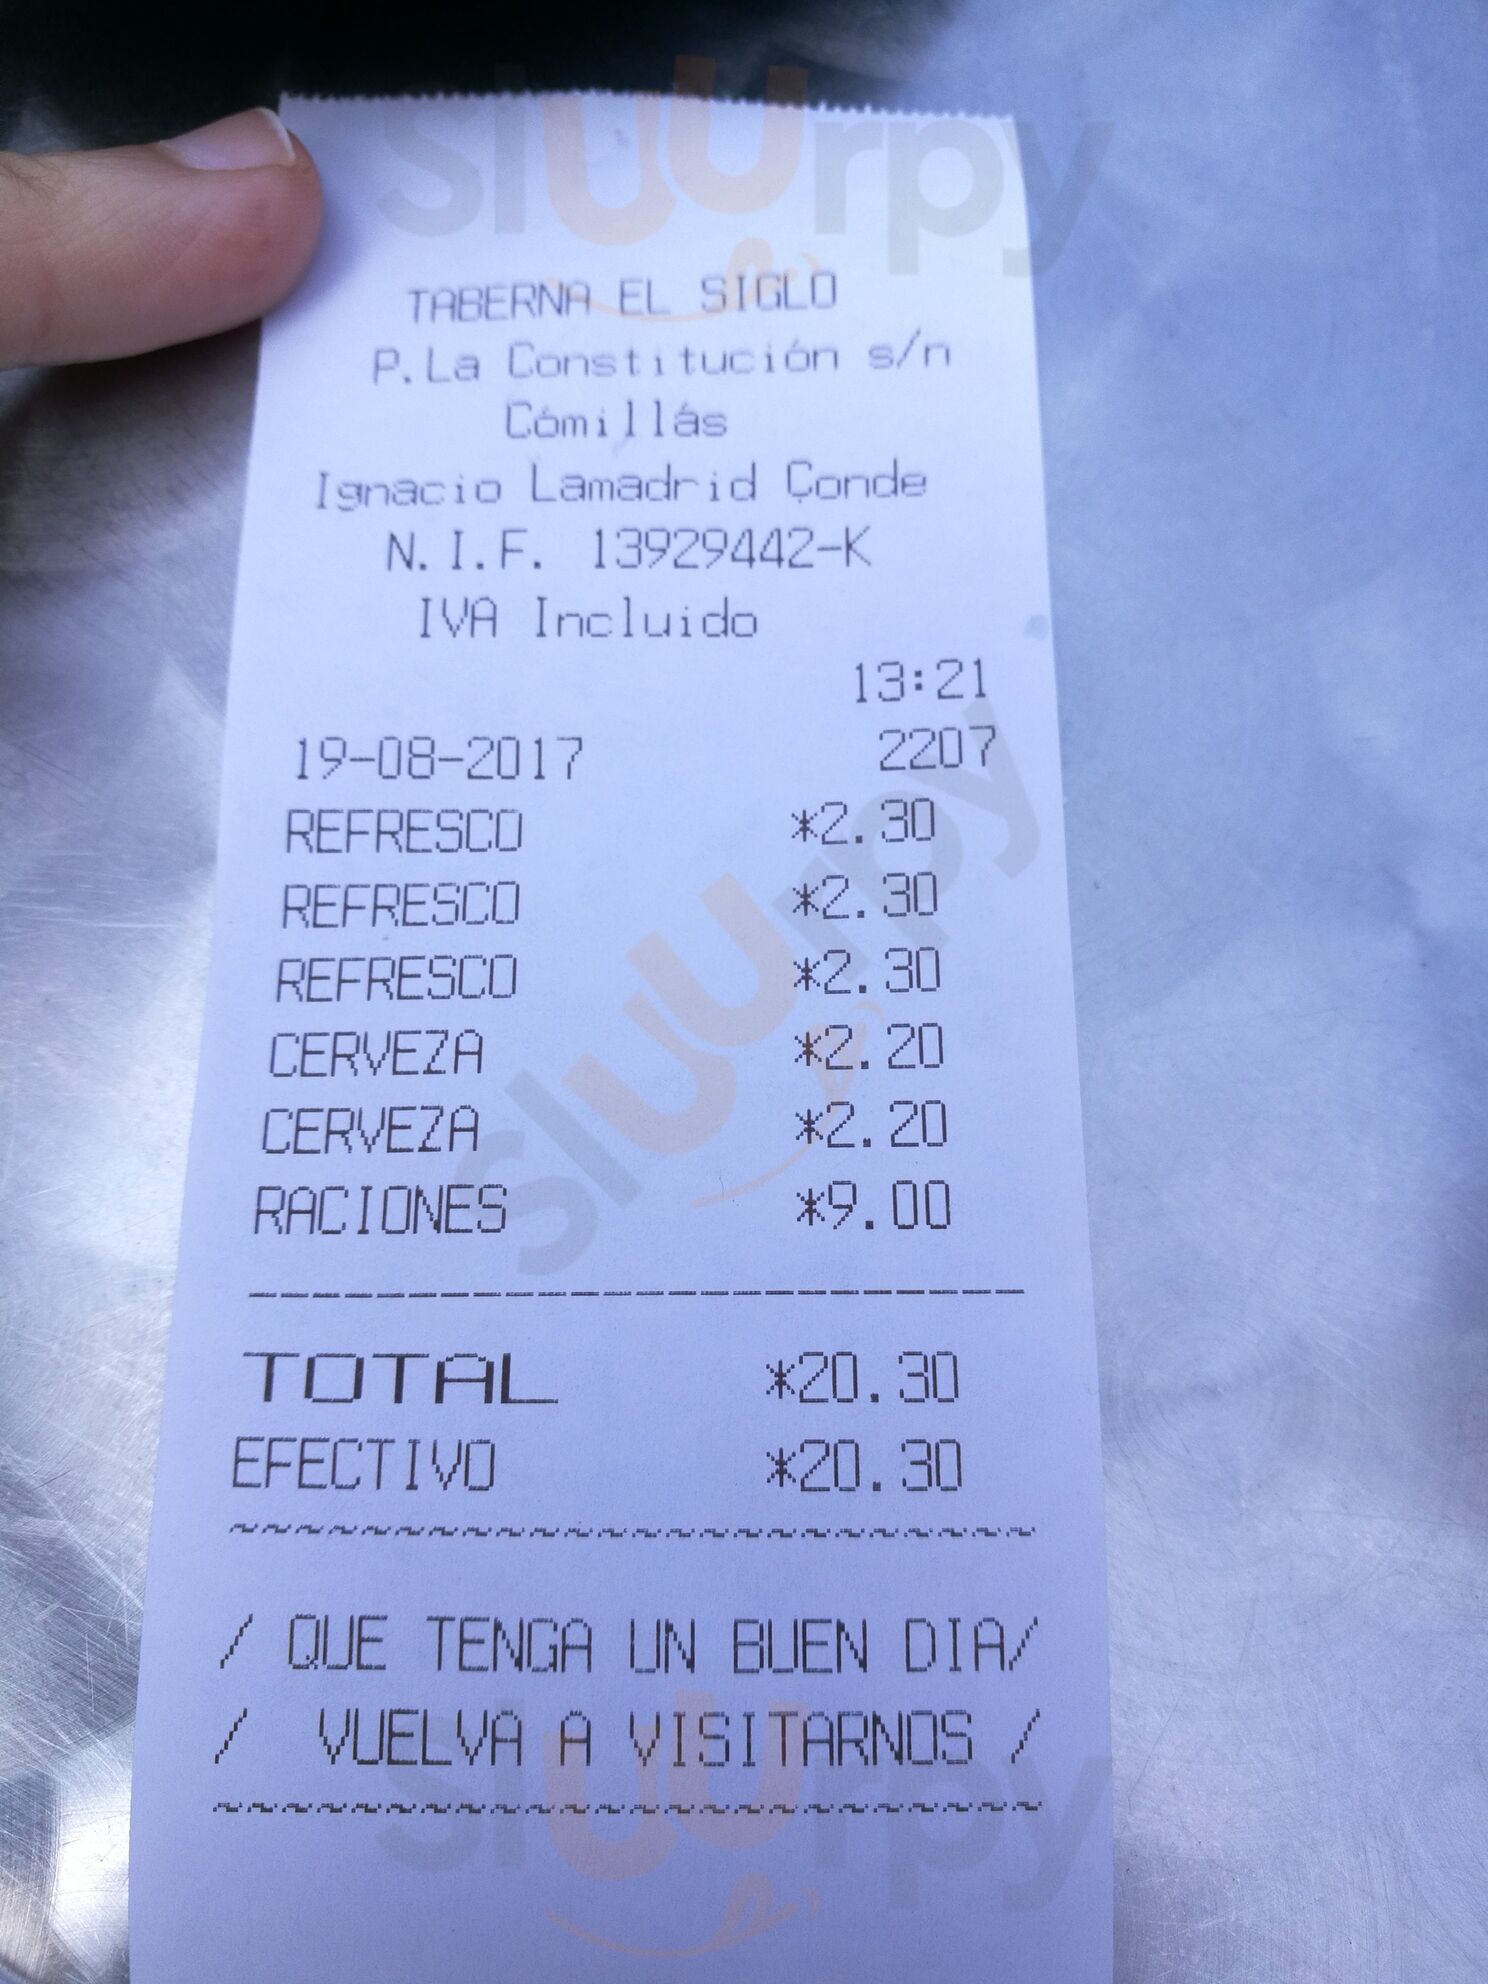 sluurpy
TABERNA EL SIGLO
P.La Constitución s/n
Cómillás
Ignacio Lamadrid Çonde
N.I.F. 13929442-K
IVA Incluido
13:21
19-08-2017 2207
REFRESCO *2.30
REFRESCO *2.30
REFRESCO *2.30
CERVEZA *2.20
CERVEZA *2.20
RACIONES *9.00
sluurpy
TOTAL *20.30
EFECTIVO *20.30
/ QUE TENGA UN BUEN DIA/
/ VUELVA A VISITARNOS /
sluurpy